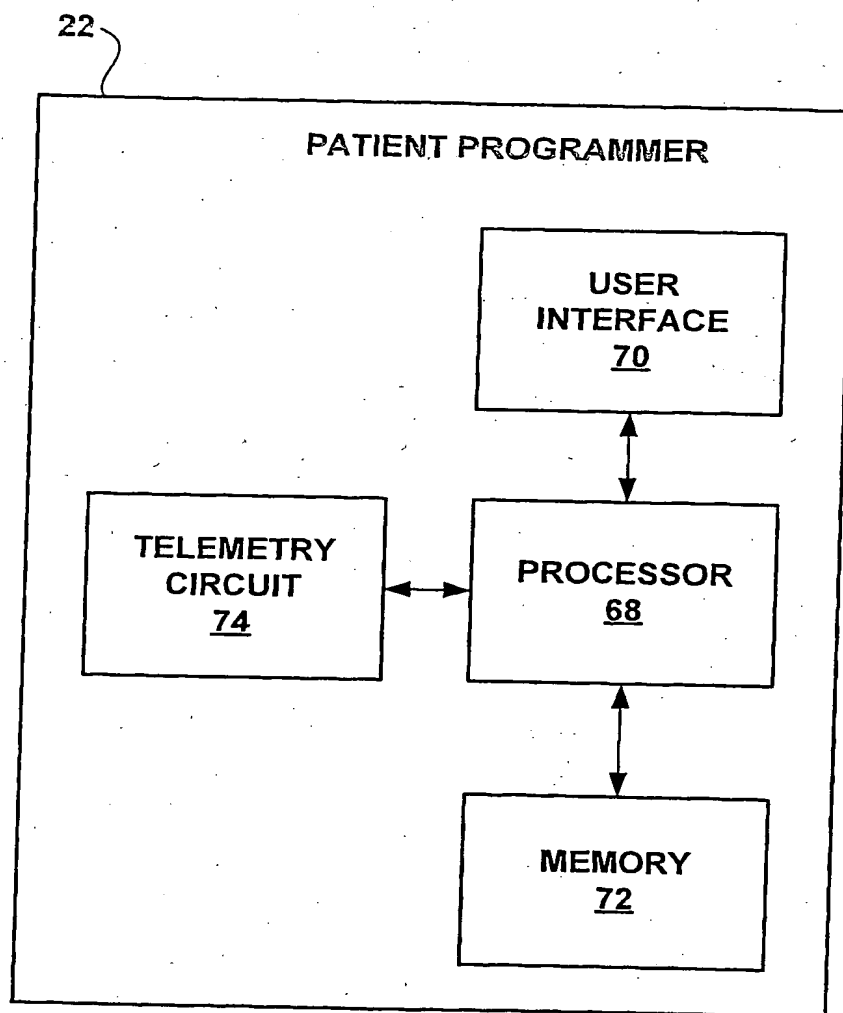 22
PATIENT PROGRAMMER
USER
INTERFACE
70
TELEMETRY
CIRCUIT
74
PROCESSOR
68
MEMORY
72